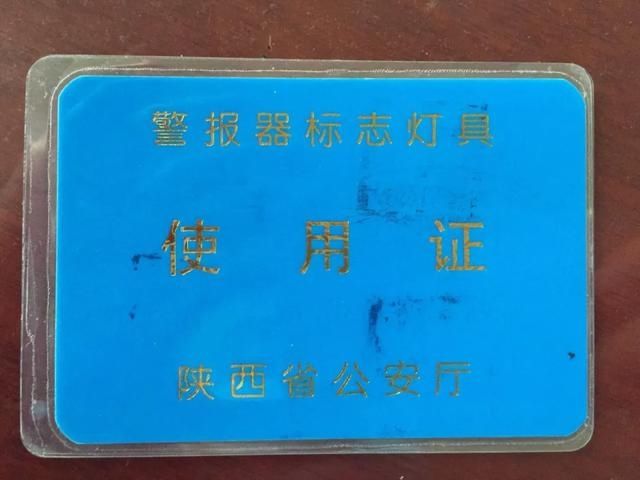 警报器标志灯具
使用证
陕西省公安厅